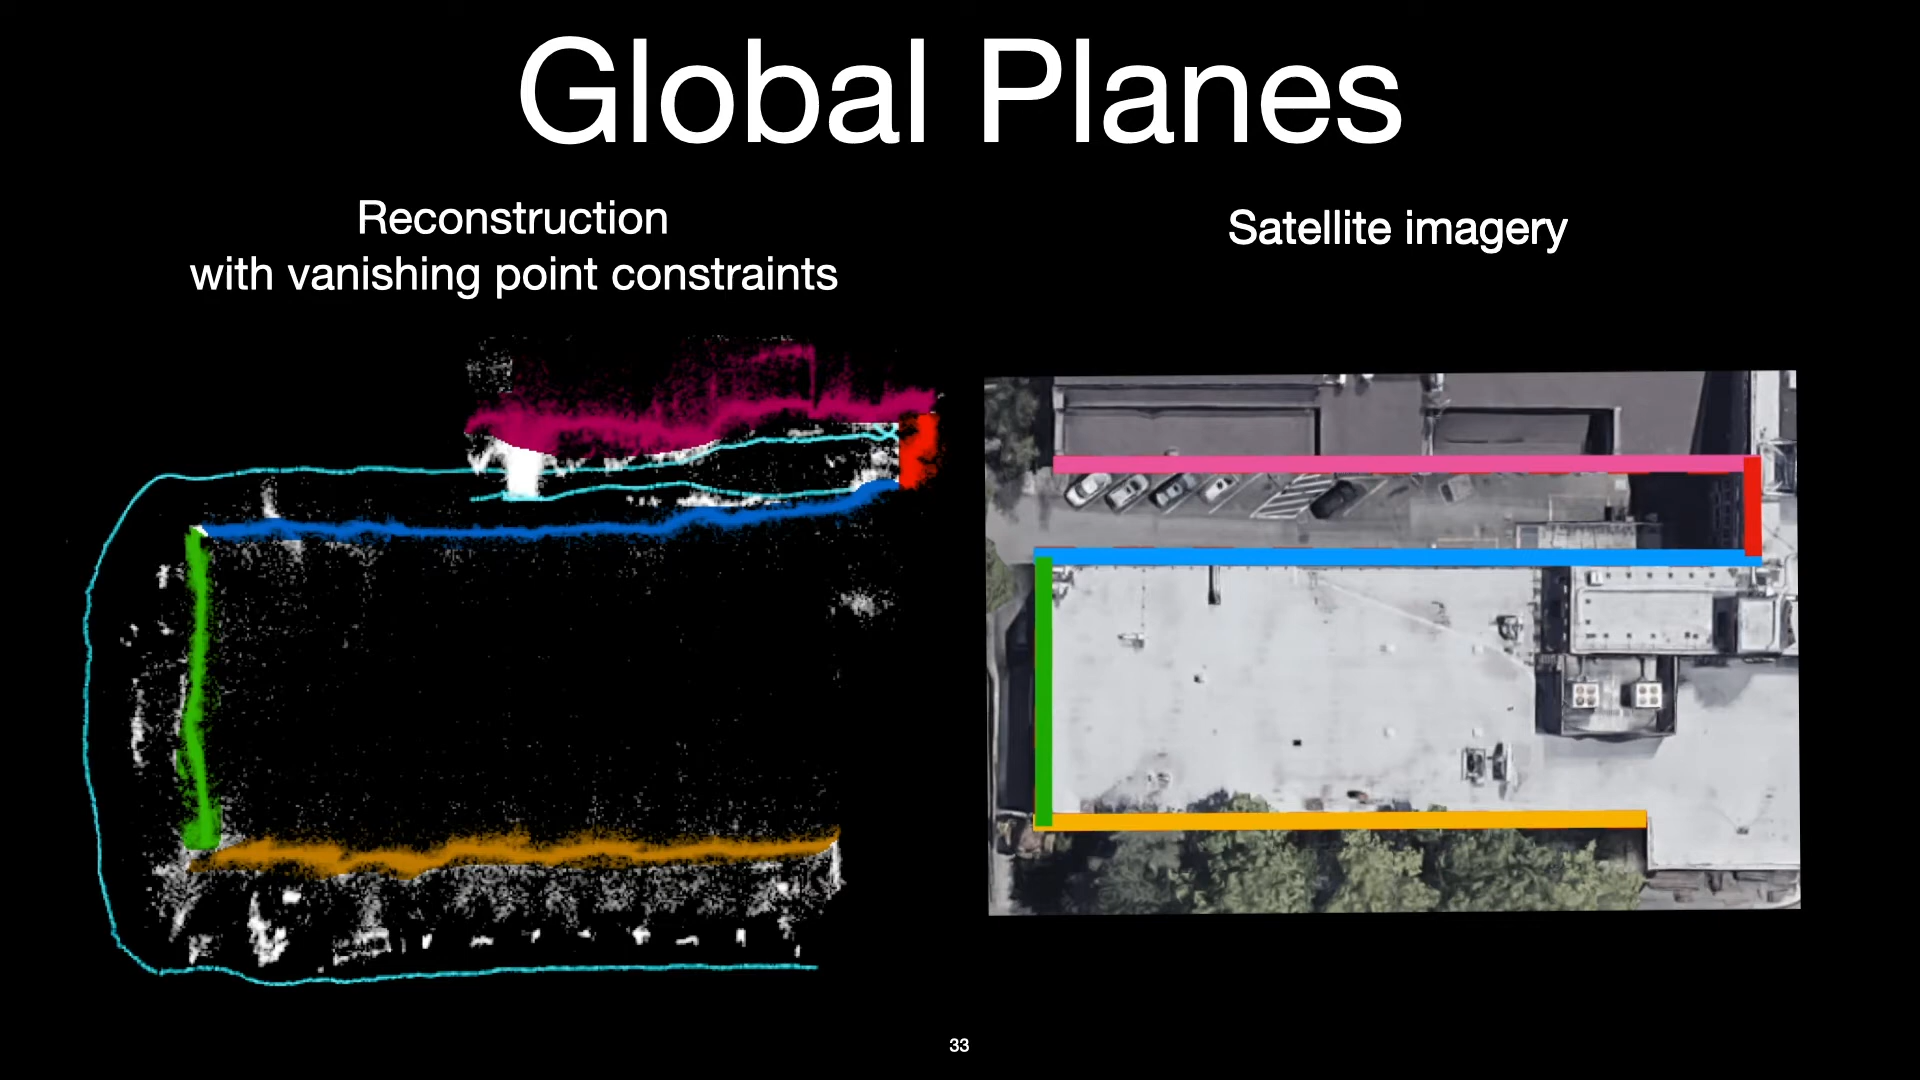 Global Planes
Reconstruction
with vanishing point constraints
Satellite imagery
33